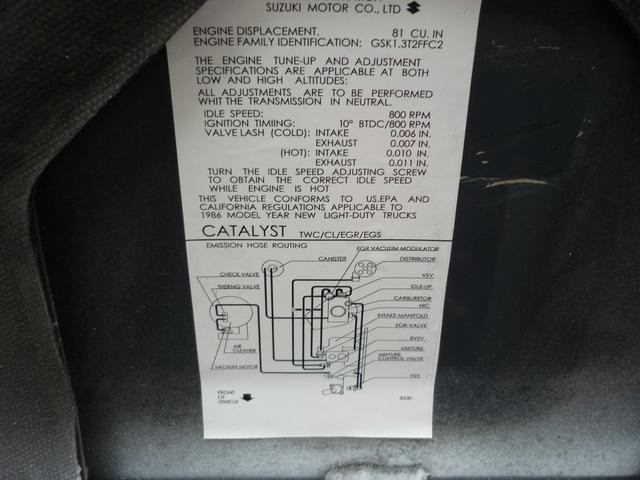 SUZUKI MOTOR CO., LTD
ENGINE DISPLACEMENT. 81 CU. IN
ENGINE FAMILY IDENTIFICATION: GSK1.3T2FFC2
THE ENGINE TUNE-UP AND ADJUSTMENT
SPECIFICATIONS ARE APPLICABLE AT BOTH
LOW AND HIGH ALTITUDES:
ALL ADJUSTMENTS ARE TO BE PERFORMED
WHIT THE TRANSMISSION IN NEUTRAL.
IDLE SPEED: 800 RPM
IGNITION TIMIING: 10° BTDC/800 RPM
VALVE LASH (COLD): INTAKE 0.006 IN.
EXHAUST 0.007 IN.
(HOT): INTAKE 0.010 IN.
EXHAUST 0.011 IN.
TURN THE IDLE SPEED ADJUSTING SCREW
TO OBTAIN THE CORRECT IDLE SPEED
WHILE ENGINE IS HOT
THIS VEHICLE CONFORMS TO US.EPA AND
CALIFORNIA REGULATIONS APPLICABLE TO
1986 MODEL YEAR NEW LIGHT-DUTY TRUCKS
CATALYST TWC/CL/EGR/EGS
EMISSION HOSE ROUTING
EGR VACUUM MODULATOR
CANISTER
DISTRIBUTOR
CHECK VALVE
VSV
THERMO VALVE
IDLE-UP
CARBURETOR
HIC
INTAKE MANIFOLD
EGR VALVE
BVSV
AIR
CLEANER
MIXTURE
MIXTURE
CONTROL VALVE
VACUUM MOTOR
VSV
FRONT
OF
VEHICLE
8330